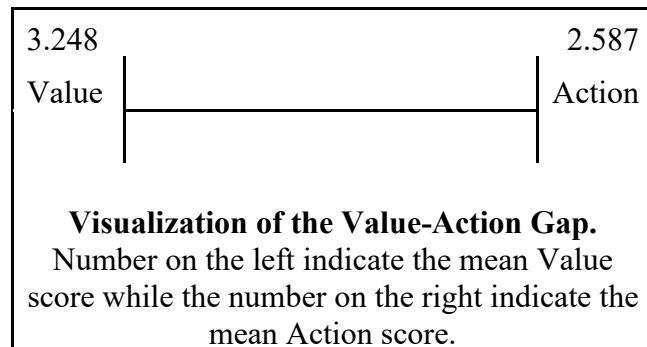 3.248 2.587
Value Action
Visualization of the Value-Action Gap.
Number on the left indicate the mean Value
score while the number on the right indicate the
mean Action score.